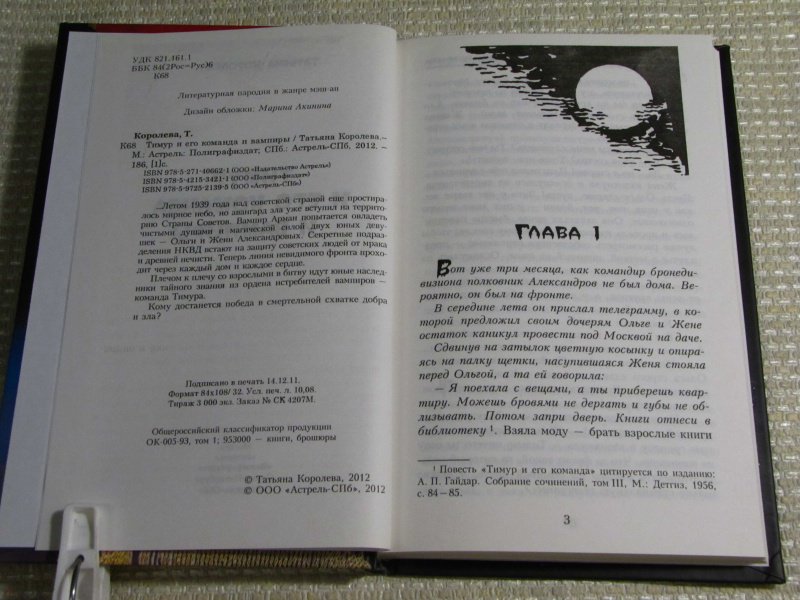 УДК 821.161.1
ББК 84(2Рос=Рус)6
К68
Литературная пародия в жанре мэш-ап
Дизайн обложки: Марина Акинина
Королева, Т.
К68 Тимур и его команда и вампиры / Татьяна Королева.–
М.: Астрель: Полиграфиздат; СПб.: Астрель-СПб, 2012. –
186, [1]с.
ISBN 978-5-271-40662-1 (ООО «Издательство Астрель»)
ISBN 978-5-4215-3421-1 (ООО «Полиграфиздат»)
ISBN 978-5-9725-2139-5 (ООО «Астрель-СПб»)
...Летом 1939 года над советской страной еще простира-
лось мирное небо, но авангард зла уже вступил на террито-
рию Страны Советов. Вампир Арман попытается овладеть
чистыми душами и магической силой двух юных деву-
шек — Ольги и Жени Александровых. Секретные подраз-
деления НКВД встают на защиту советских людей от мрака
и древней нечисти. Теперь линия невидимого фронта прохо-
дит через каждый дом и каждое сердце.
Плечом к плечу со взрослыми в битву идут юные наслед-
ники тайного знания из ордена истребителей вампиров —
команда Тимура.
Кому достанется победа в смертельной схватке добра
и зла?
Подписано в печать 14.12.11.
Формат 84х108/ 32. Усл. печ. л. 10,08.
Тираж 3 000 экз. Заказ № СК 4207М.
Общероссийский классификатор продукции
ОК-005-93, том 1; 953000 — книги, брошюры
© Татьяна Королева, 2012
© ООО «Астрель-СПб», 2012
ГЛАВА 1
Вот уже три месяца, как командир бронеди-
визиона полковник Александров не был дома. Ве-
роятно, он был на фронте.
В середине лета он прислал телеграмму, в ко-
торой предложил своим дочерям Ольге и Жене
остаток каникул провести под Москвой на даче.
Сдвинув на затылок цветную косынку и опира-
ясь на палку щетки, насупившаяся Женя стояла
перед Ольгой, а та ей говорила:
— Я поехала с вещами, а ты приберешь квар-
тиру. Можешь бровями не дергать и губы не об-
лизывать. Потом запри дверь. Книги отнеси в
библиотеку¹. Взяла моду — брать взрослые книги
¹ Повесть «Тимур и его команда» цитируется по изданию:
А. П. Гайдар. Собрание сочинений, том III, М.: Детгиз, 1956,
с. 84–85.
3